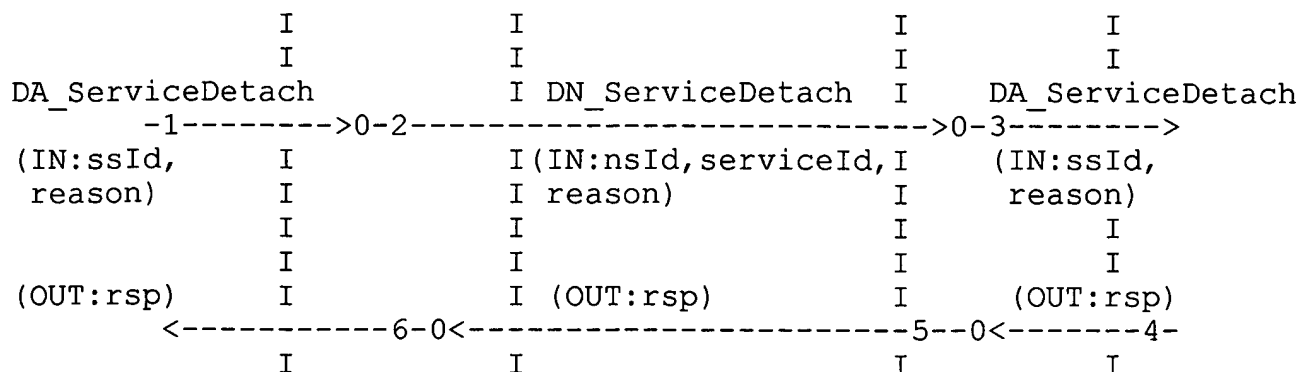 I              I                        I             I
                 I              I                        I             I
DA_ServiceDetach                I DN_ServiceDetach  I     DA_ServiceDetach
        -1-------->0-2--------------------------------->0-3-------->
(IN:ssId,        I              I(IN:nsId,serviceId,I     (IN:ssId,
 reason)         I              I reason)           I      reason)
                 I              I                        I             I
                 I              I                        I             I
(OUT:rsp)        I              I (OUT:rsp)         I      (OUT:rsp)
         <-----------6-0<-----------------------5--0<-------4-
                 I              I                        I             I